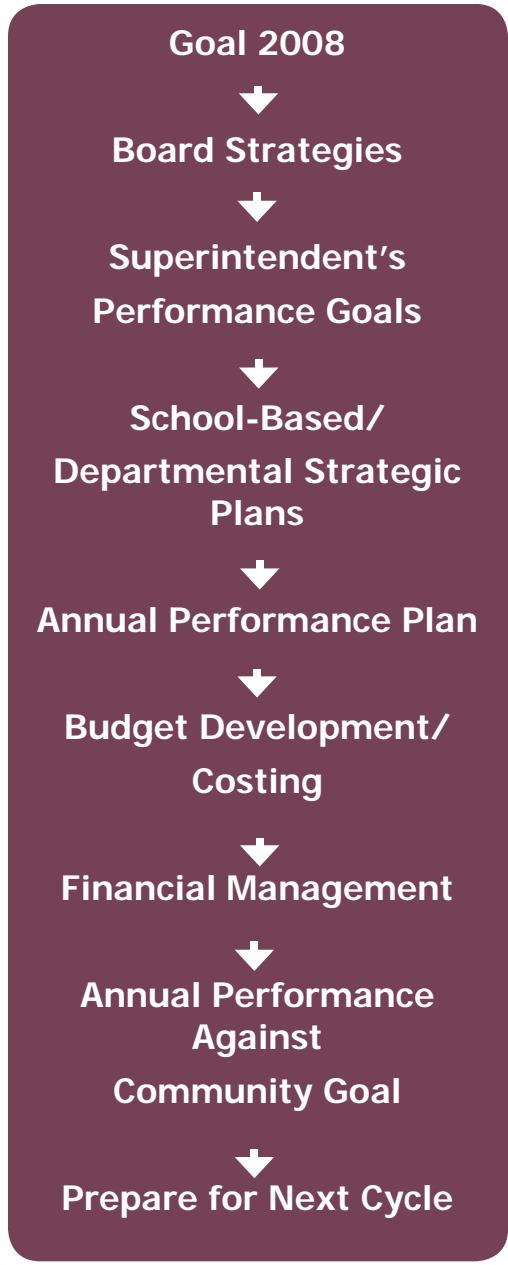 Goal 2008
Board Strategies
Superintendent's
Performance Goals
School-Based/
Departmental Strategic
Plans
Annual Performance Plan
Budget Development/
Costing
Financial Management
Annual Performance
Against
Community Goal
Prepare for Next Cycle